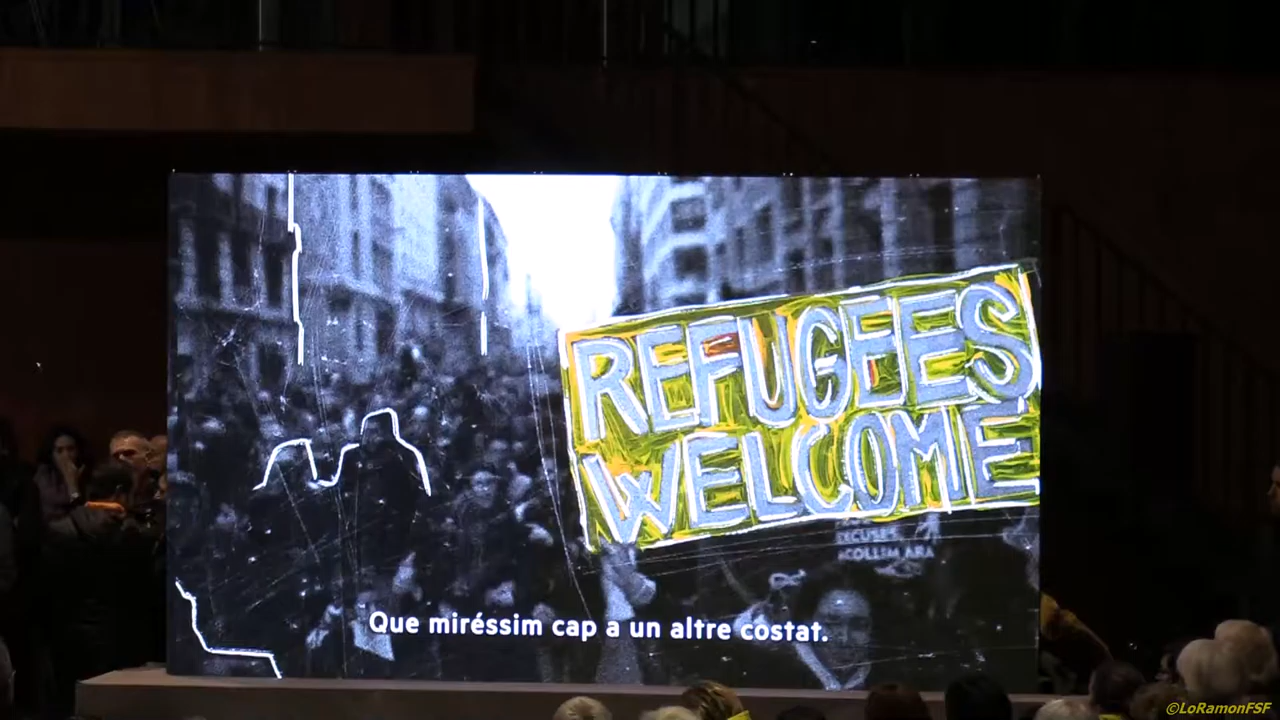 REFUGEES
WELCOME
EXCUSES,
ACOLLIM ARA
Que miréssim cap a un altre costat.
©LoRamonFSF